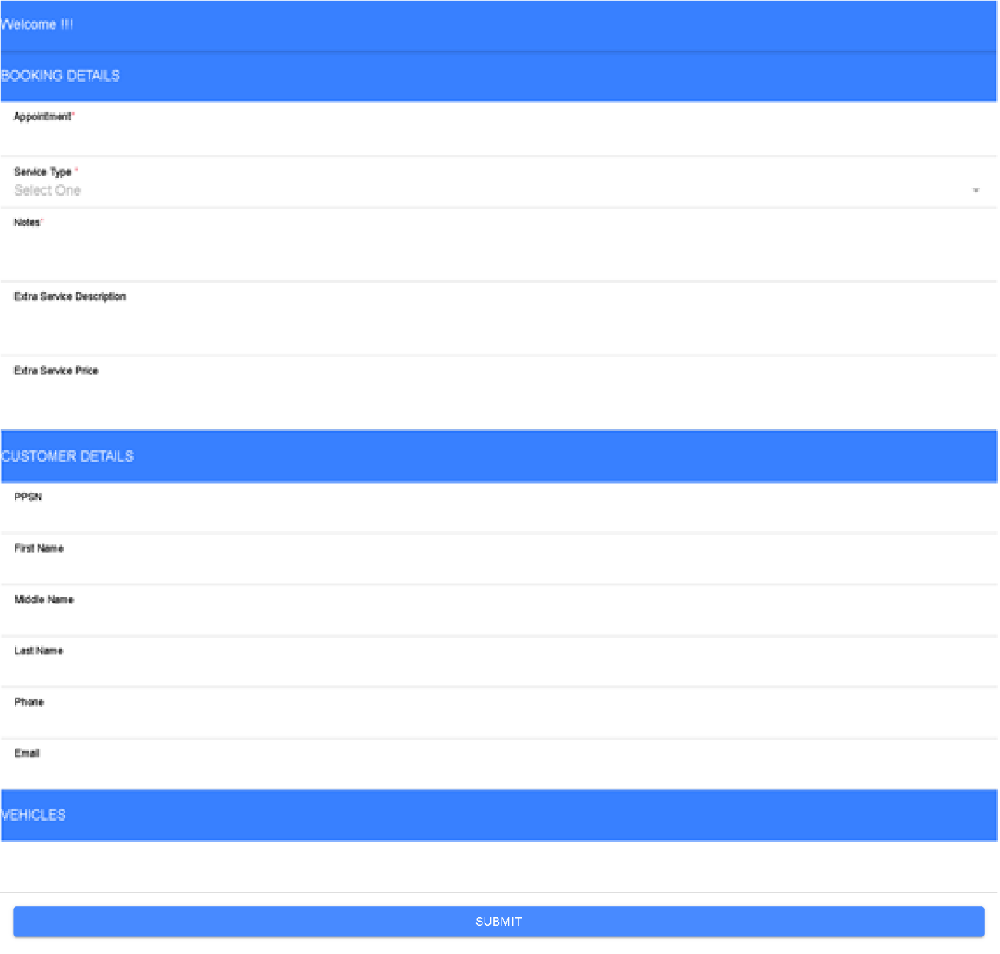 Welcome !!!
BOOKING DETAILS
Appointment*
Service Type *
Select One
Notes*
Extra Service Description
Extra Service Price
CUSTOMER DETAILS
PPSN
First Name
Middle Name
Last Name
Phone
Email
VEHICLES
SUBMIT